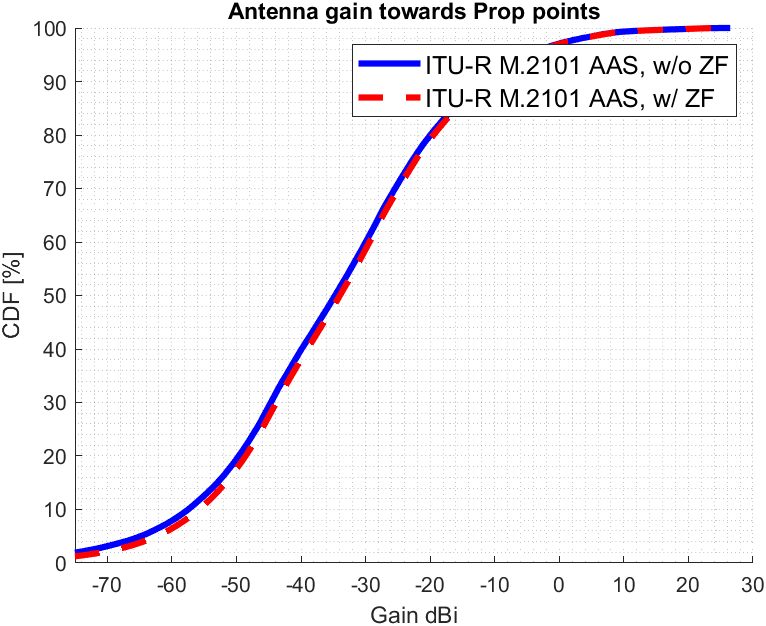 Antenna gain towards Prop points
ITU-R M.2101 AAS, w/o ZF
ITU-R M.2101 AAS, w/ ZF
CDF [%]
100
90
80
70
60
50
40
30
20
10
0
-70 -60 -50 -40 -30 -20 -10 0 10 20 30
Gain dBi